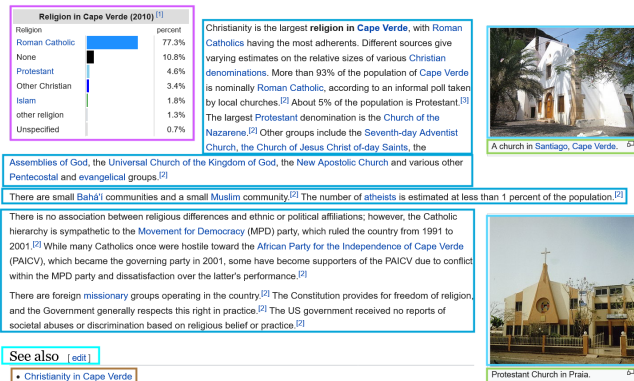 Religion in Cape Verde (2010) [1]
Religion percent
Roman Catholic 77.3%
None 10.8%
Protestant 4.6%
Other Christian 3.4%
Islam 1.8%
other religion 1.3%
Unspecified 0.7%
Christianity is the largest religion in Cape Verde, with Roman
Catholics having the most adherents. Different sources give
varying estimates on the relative sizes of various Christian
denominations. More than 93% of the population of Cape Verde
is nominally Roman Catholic, according to an informal poll taken
by local churches.[2] About 5% of the population is Protestant.[3]
The largest Protestant denomination is the Church of the
Nazarene.[2] Other groups include the Seventh-day Adventist
Church, the Church of Jesus Christ of-day Saints, the
Assemblies of God, the Universal Church of the Kingdom of God, the New Apostolic Church and various other
Pentecostal and evangelical groups.[2]
There are small Bahá'í communities and a small Muslim community.[2] The number of atheists is estimated at less than 1 percent of the population.[2]
There is no association between religious differences and ethnic or political affiliations; however, the Catholic
hierarchy is sympathetic to the Movement for Democracy (MPD) party, which ruled the country from 1991 to
2001.[2] While many Catholics once were hostile toward the African Party for the Independence of Cape Verde
(PAICV), which became the governing party in 2001, some have become supporters of the PAICV due to conflict
within the MPD party and dissatisfaction over the latter's performance.[2]
There are foreign missionary groups operating in the country.[2] The Constitution provides for freedom of religion,
and the Government generally respects this right in practice.[2] The US government received no reports of
societal abuses or discrimination based on religious belief or practice.[2]
See also [ edit ]
• Christianity in Cape Verde
A church in Santiago, Cape Verde.
Protestant Church in Praia.